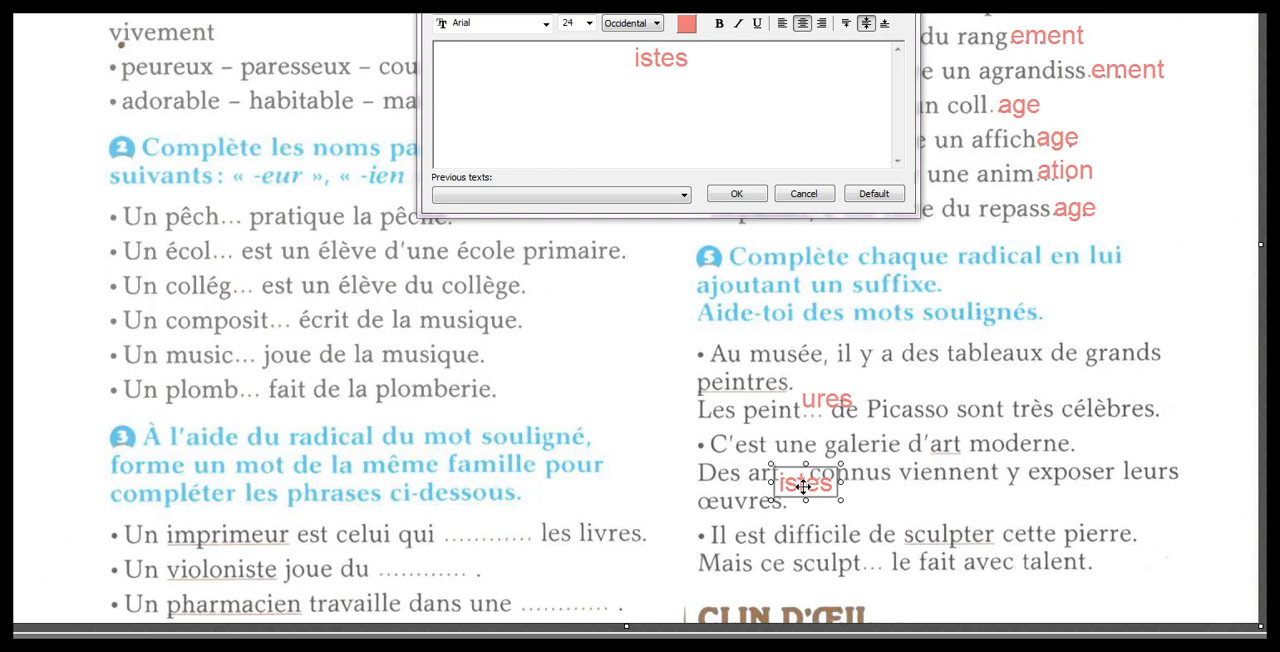 vivement
• peureux – paresseux – cou
• adorable – habitable – ma
2 Complète les noms pa
suivants : « -eur », « -ien
• Un pêch... pratique la pêche.
• Un écol... est un élève d'une école primaire.
• Un collég... est un élève du collège.
• Un composit... écrit de la musique.
• Un music... joue de la musique.
• Un plomb... fait de la plomberie.
3 À l'aide du radical du mot souligné,
forme un mot de la même famille pour
compléter les phrases ci-dessous.
• Un imprimeur est celui qui ............ les livres.
• Un violoniste joue du ............ .
• Un pharmacien travaille dans une ............ .
Arial 24 Occidental B I U
istes
Previous texts:
OK Cancel Default
du rangement
e un agrandiss.ement
n coll..age
e un affichage
une anim...ation.
e du repass.age
5 Complète chaque radical en lui
ajoutant un suffixe.
Aide-toi des mots soulignés.
• Au musée, il y a des tableaux de grands
peintres.
Les peint...ures de Picasso sont très célèbres.
• C'est une galerie d'art moderne.
Des art...istes connus viennent y exposer leurs
œuvres.
• Il est difficile de sculpter cette pierre.
Mais ce sculpt... le fait avec talent.
CLIN D'ŒIL